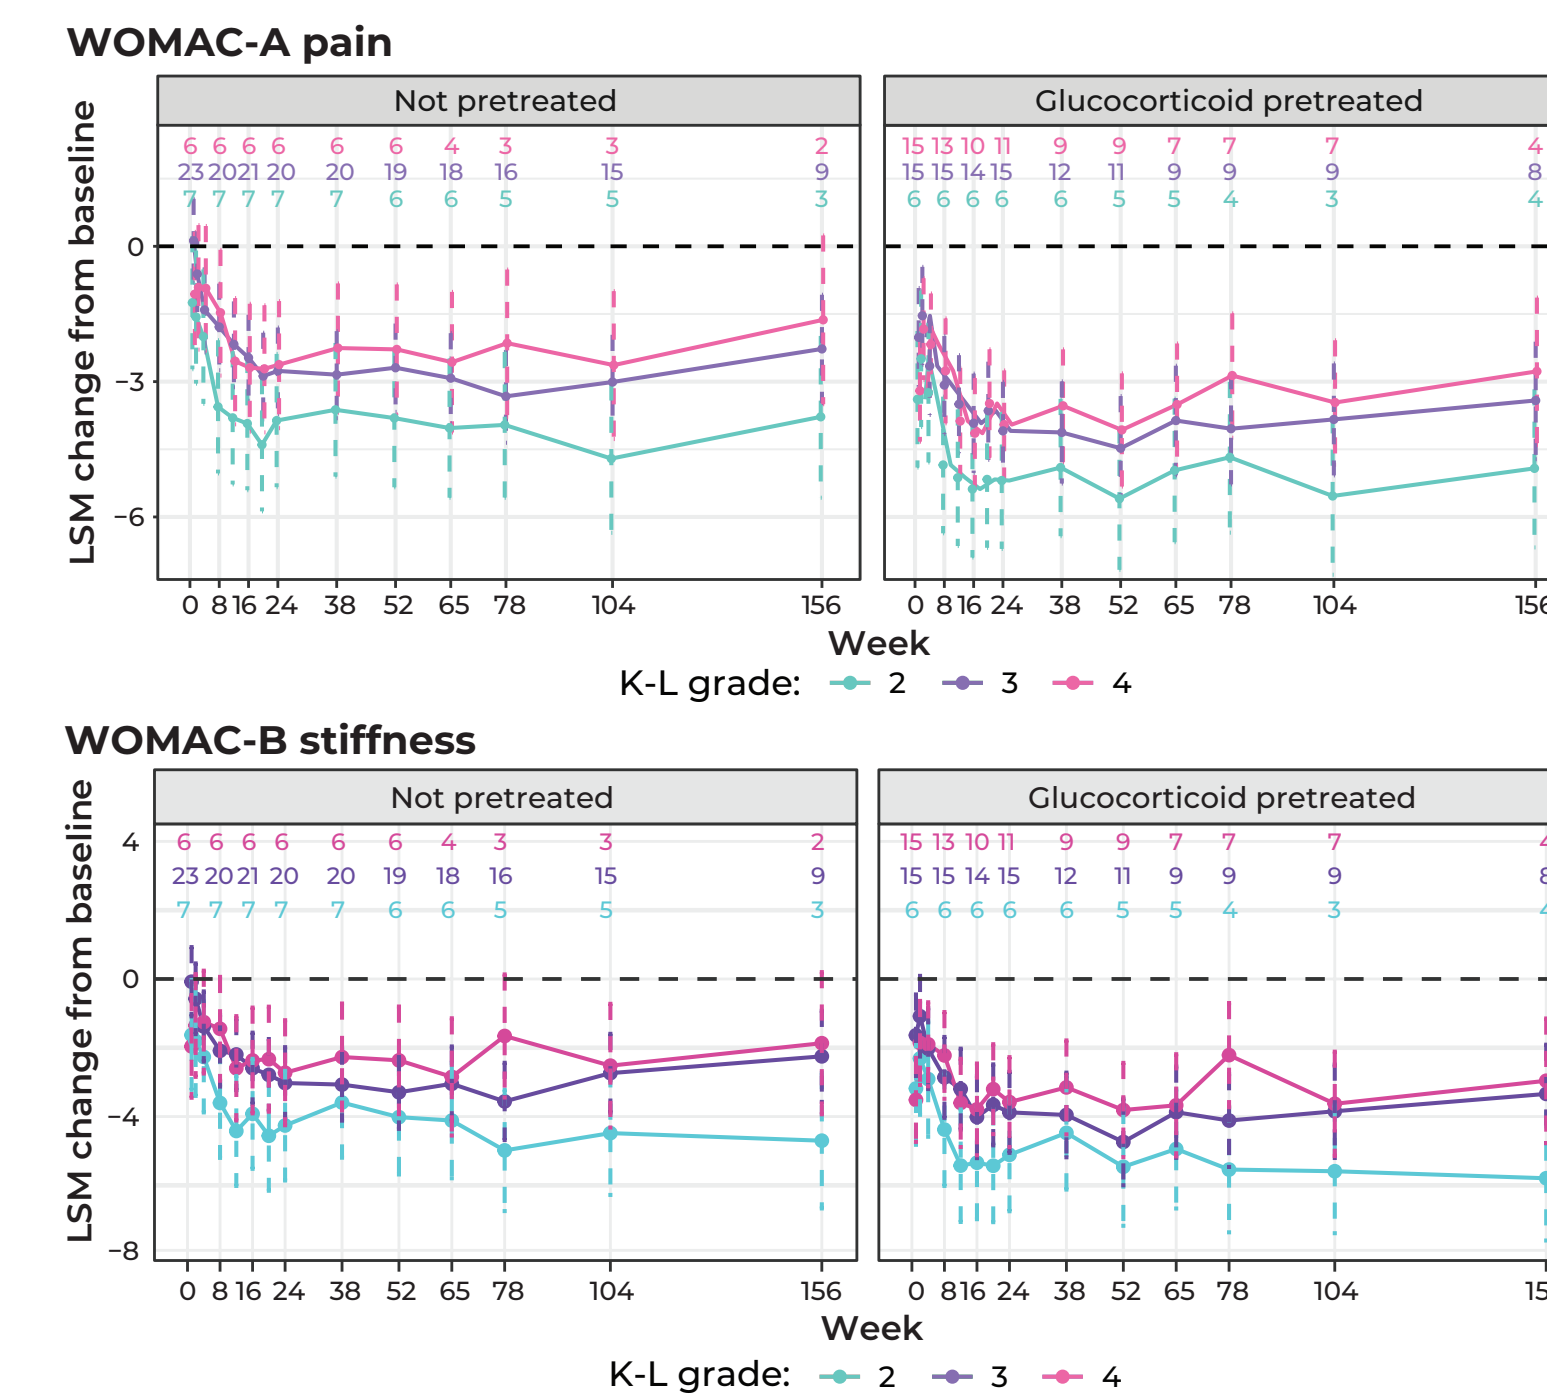 WOMAC-A pain
Not pretreated Glucocorticoid pretreated
LSM change from baseline
6 6 6 6 6 6 4 3 3 2 15 13 10 11 9 9 7 7 7 4
23 20 21 20 20 19 18 16 15 9 15 15 14 15 12 11 9 9 9 8
7 7 7 7 7 6 6 5 5 3 6 6 6 6 6 5 5 4 3 4
0
−3
−6
0 8 16 24 38 52 65 78 104 156 0 8 16 24 38 52 65 78 104 156
Week
K-L grade: 2 3 4
WOMAC-B stiffness
Not pretreated Glucocorticoid pretreated
LSM change from baseline
4 6 6 6 6 6 6 4 3 3 2 15 13 10 11 9 9 7 7 7 4
23 20 21 20 20 19 18 16 15 9 15 15 14 15 12 11 9 9 9 8
7 7 7 7 7 6 6 5 5 3 6 6 6 6 6 5 5 4 3 4
0
−4
−8
0 8 16 24 38 52 65 78 104 156 0 8 16 24 38 52 65 78 104 15
Week
K-L grade: 2 3 4